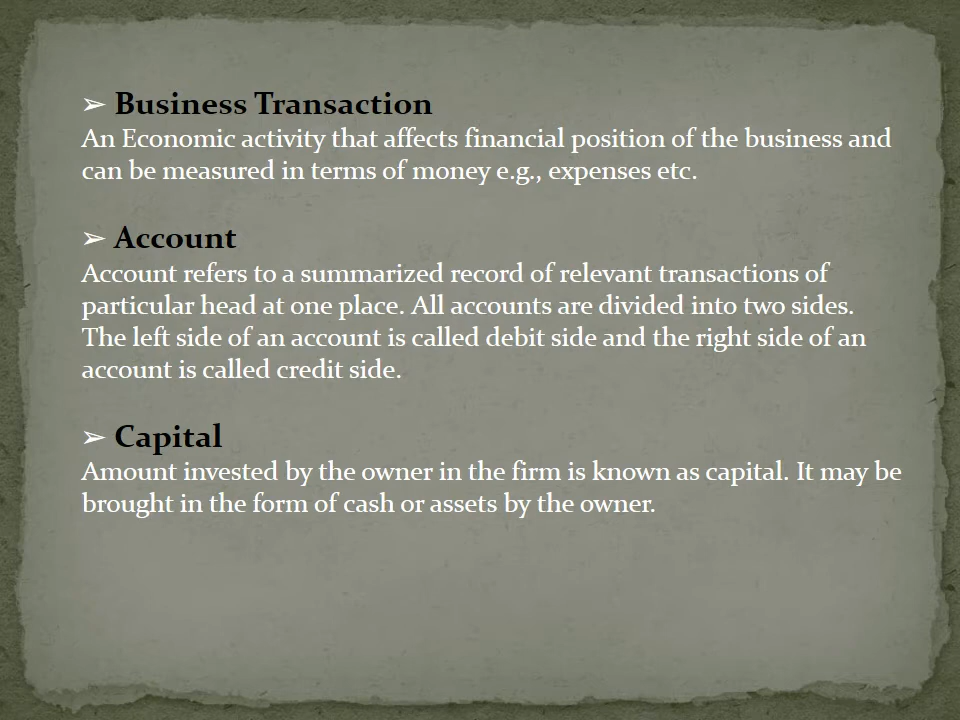 ➢ Business Transaction
An Economic activity that affects financial position of the business and
can be measured in terms of money e.g., expenses etc.
➢ Account
Account refers to a summarized record of relevant transactions of
particular head at one place. All accounts are divided into two sides.
The left side of an account is called debit side and the right side of an
account is called credit side.
➢ Capital
Amount invested by the owner in the firm is known as capital. It may be
brought in the form of cash or assets by the owner.